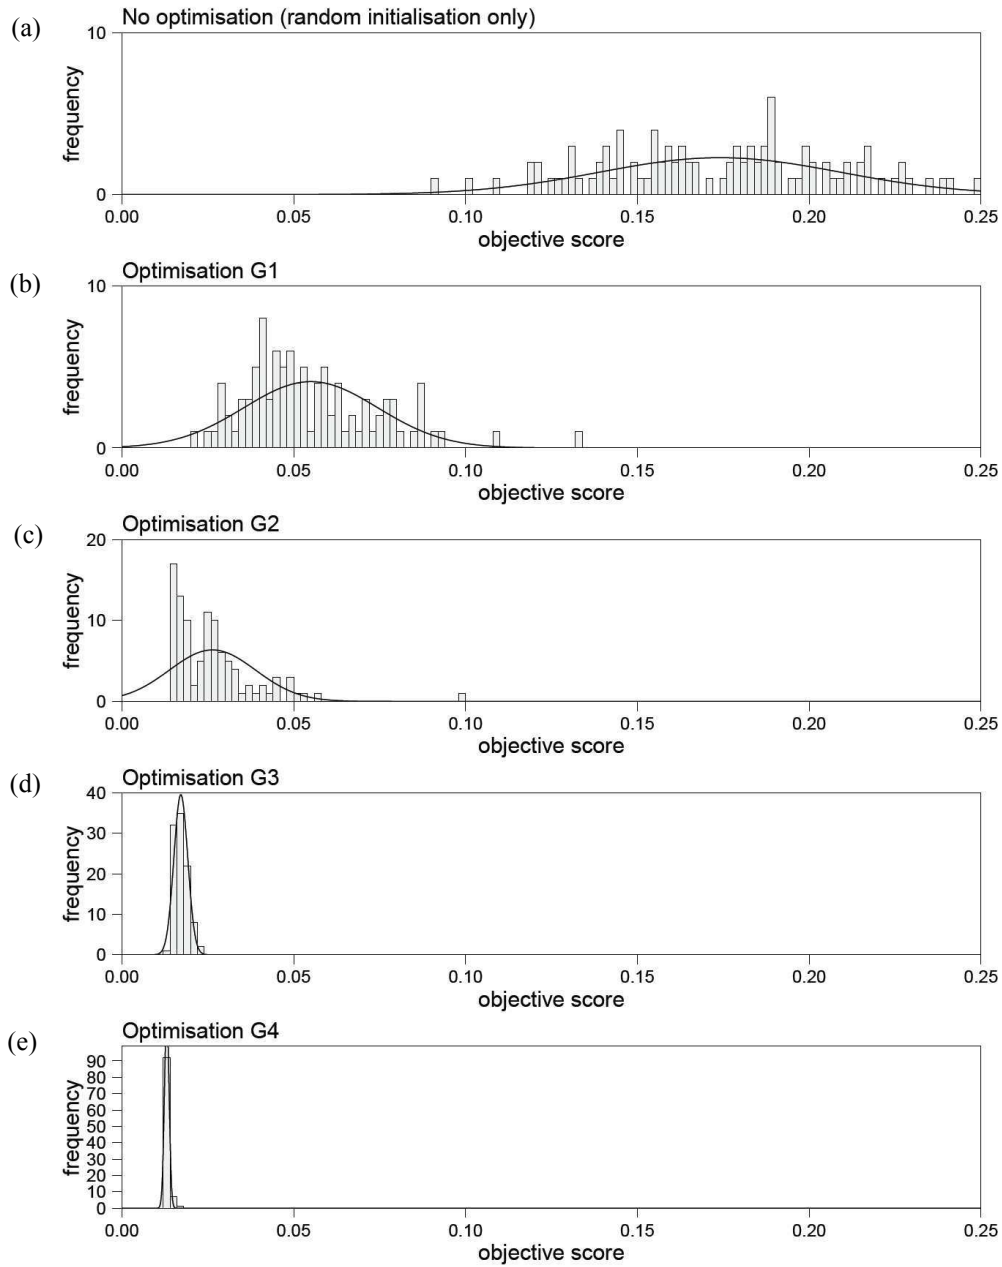 (a)
No optimisation (random initialisation only)
10
frequency
0
0.00 0.05 0.10 0.15 0.20 0.25
objective score
(b)
Optimisation G1
10
frequency
0
0.00 0.05 0.10 0.15 0.20 0.25
objective score
(c)
Optimisation G2
20
frequency
10
0
0.00 0.05 0.10 0.15 0.20 0.25
objective score
(d)
Optimisation G3
40
30
frequency
20
10
0
0.00 0.05 0.10 0.15 0.20 0.25
objective score
(e)
Optimisation G4
90
80
70
60
frequency
50
40
30
20
10
0
0.00 0.05 0.10 0.15 0.20 0.25
objective score